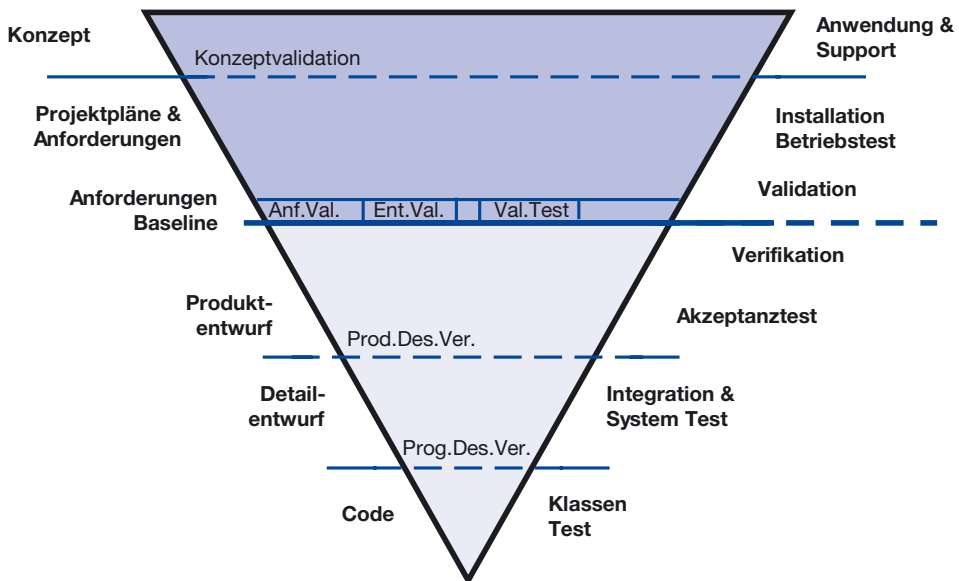 Konzept
Anwendung &
Support
Konzeptvalidation
Projektpläne &
Anforderungen
Installation
Betriebstest
Anforderungen
Baseline
Anf.Val.
Ent.Val.
Val.Test
Validation
Verifikation
Produkt-
entwurf
Prod.Des.Ver.
Akzeptanztest
Detail-
entwurf
Integration &
System Test
Prog.Des.Ver.
Code
Klassen
Test